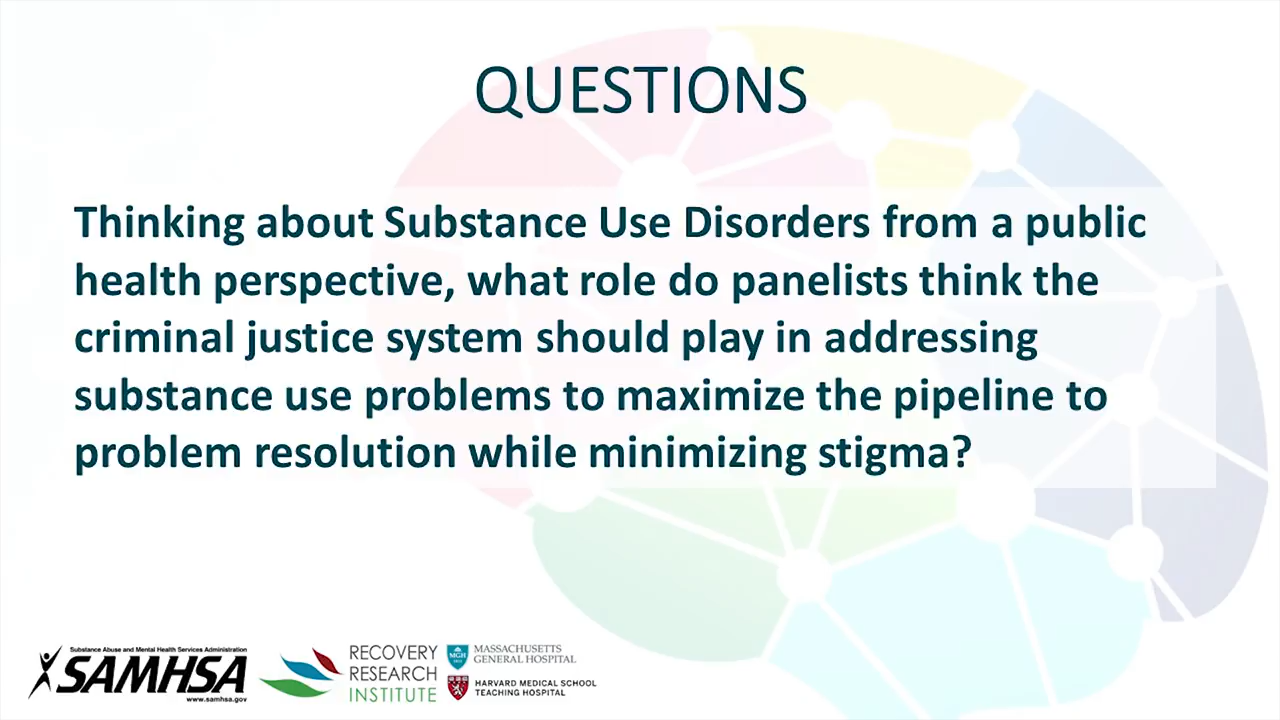 QUESTIONS
Thinking about Substance Use Disorders from a public
health perspective, what role do panelists think the
criminal justice system should play in addressing
substance use problems to maximize the pipeline to
problem resolution while minimizing stigma?
Substance Abuse and Mental Health Services Administration
SAMHSA
www.samhsa.gov
RECOVERY
RESEARCH
INSTITUTE
MGH
1811
MASSACHUSETTS
GENERAL HOSPITAL
HARVARD MEDICAL SCHOOL
TEACHING HOSPITAL